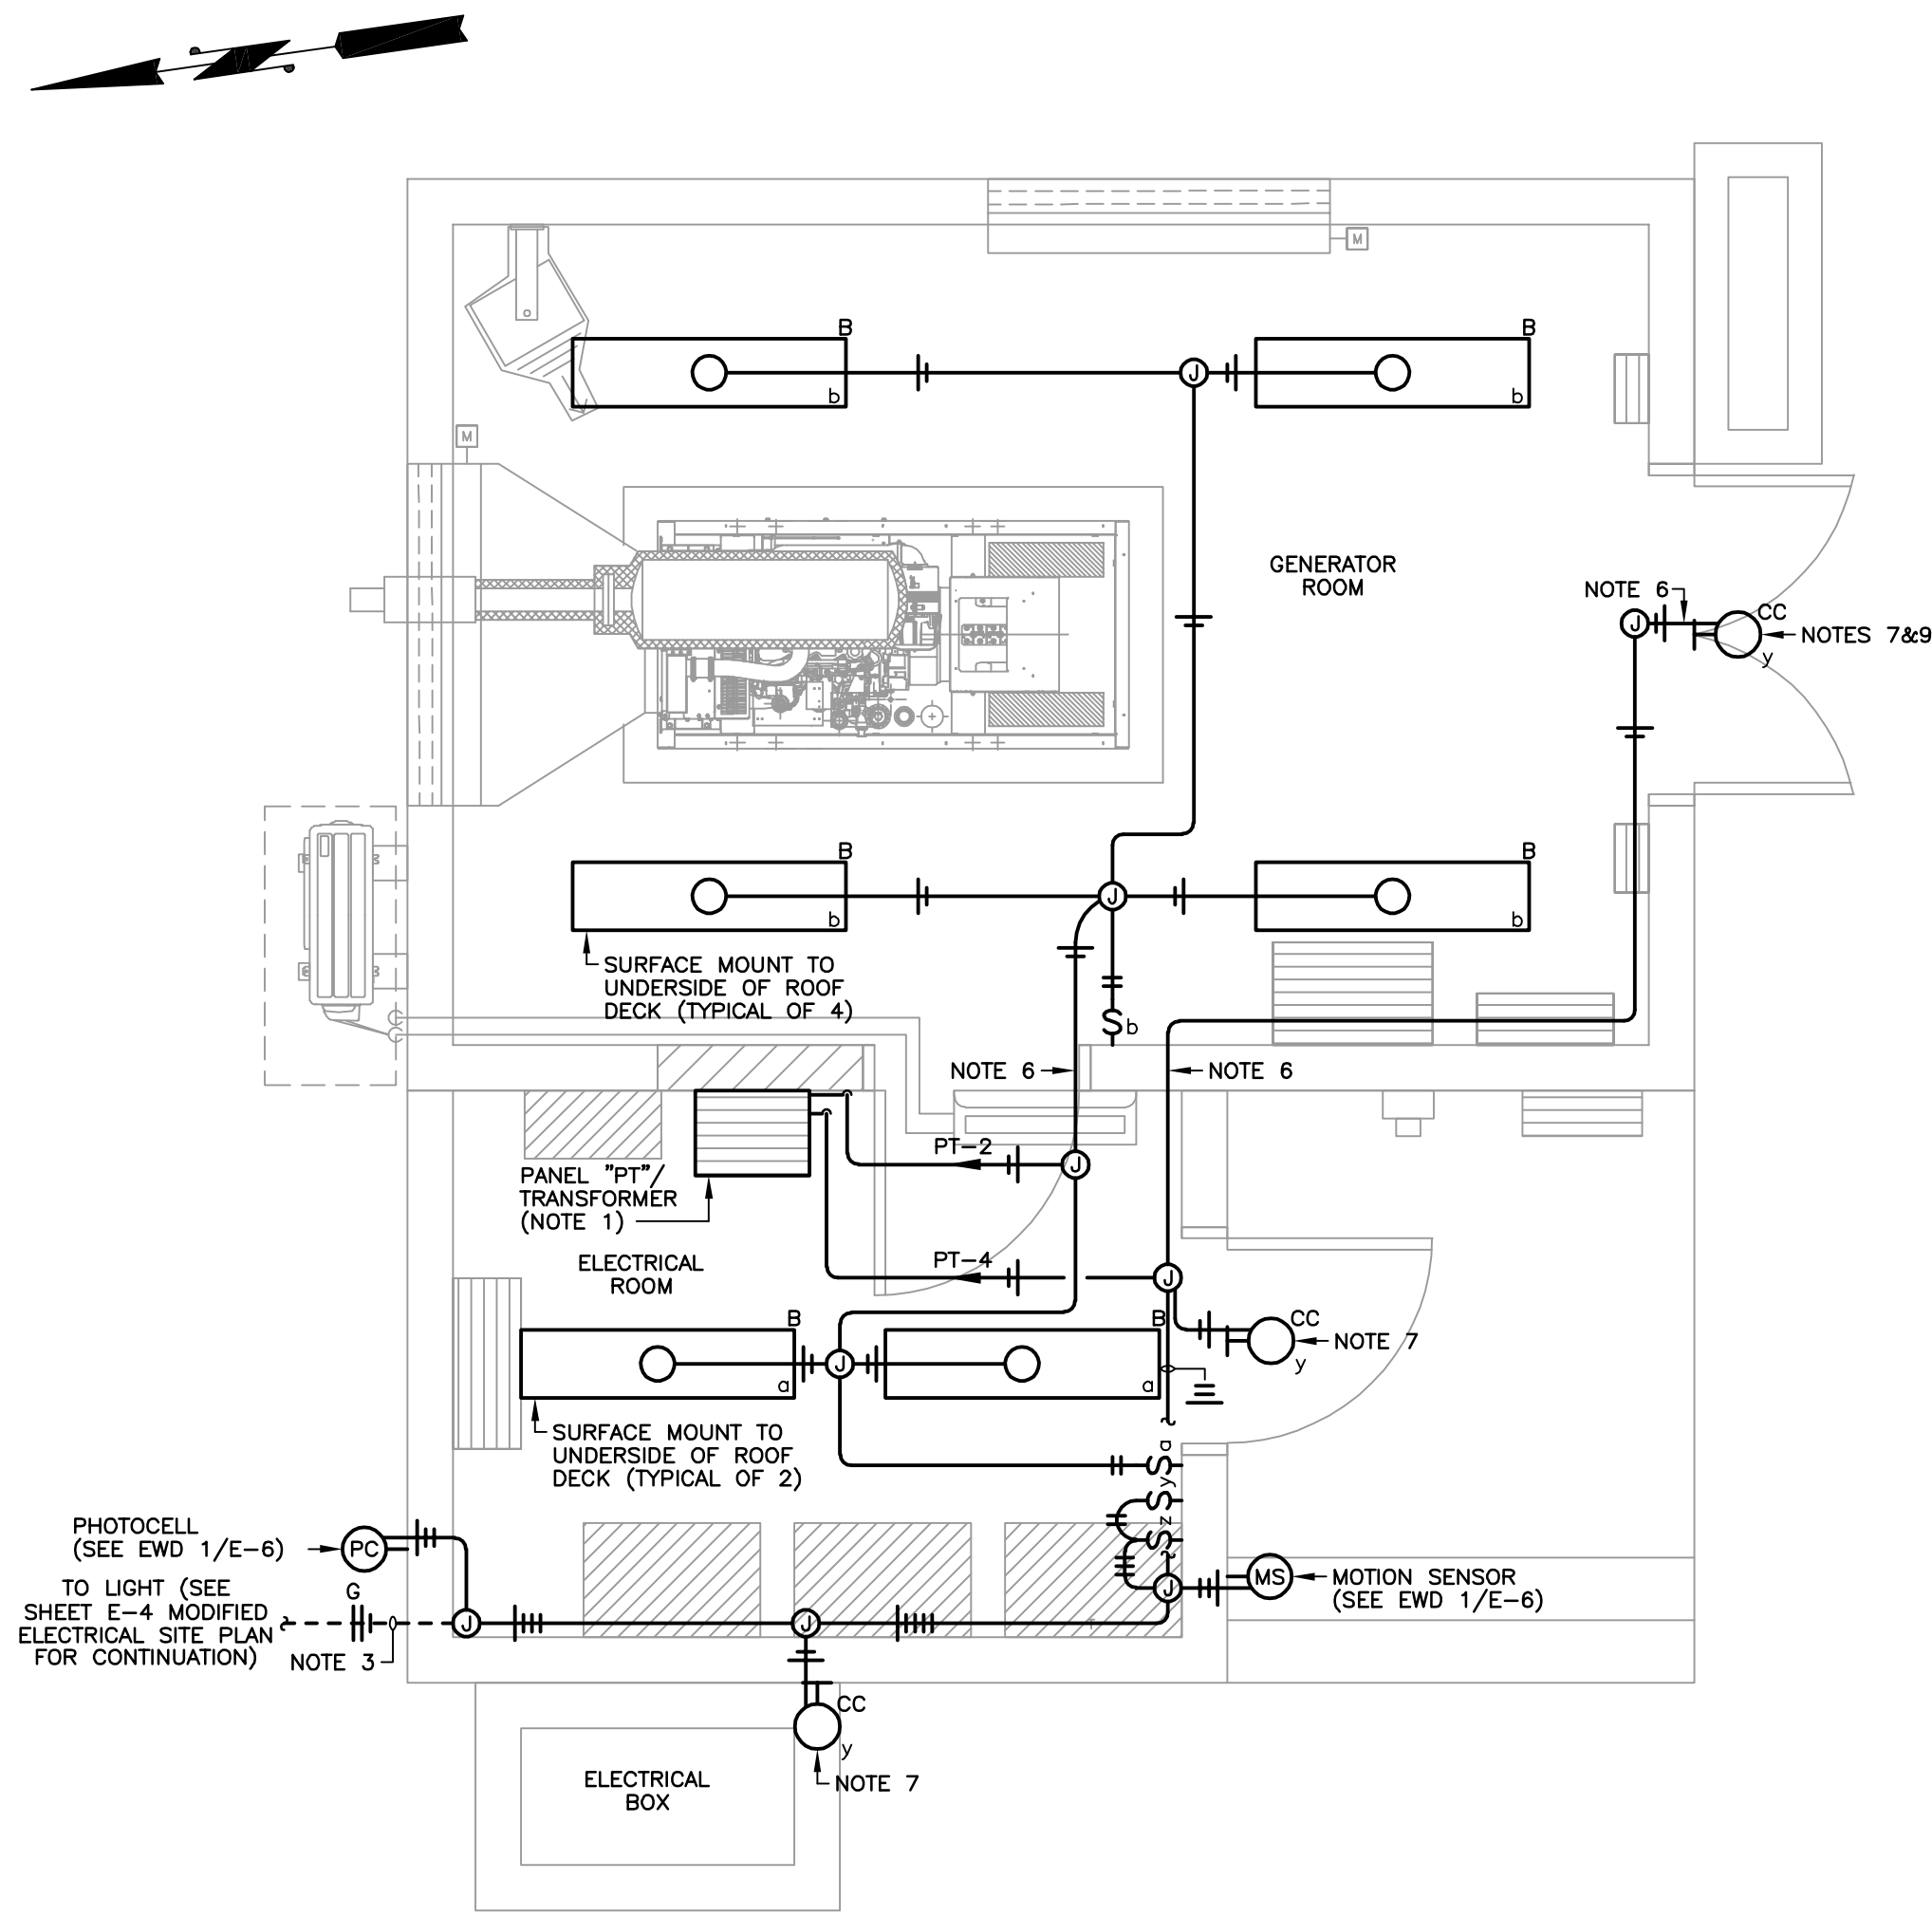 M
B
B
J
b
b
M
GENERATOR
ROOM
NOTE 6
J
CC
NOTES 7&9
y
B
B
J
b
b
SURFACE MOUNT TO
UNDERSIDE OF ROOF
DECK (TYPICAL OF 4)
b
NOTE 6
NOTE 6
PT-2
J
PANEL "PT"/
TRANSFORMER
(NOTE 1)
ELECTRICAL
ROOM
PT-4
J
B
B
CC
NOTE 7
y
J
a
a
SURFACE MOUNT TO
UNDERSIDE OF ROOF
DECK (TYPICAL OF 2)
a
y
z
PHOTOCELL
(SEE EWD 1/E-6)
PC
MS
MOTION SENSOR
(SEE EWD 1/E-6)
J
TO LIGHT (SEE
SHEET E-4 MODIFIED
ELECTRICAL SITE PLAN
FOR CONTINUATION)
G
NOTE 3
J
J
CC
y
NOTE 7
ELECTRICAL
BOX